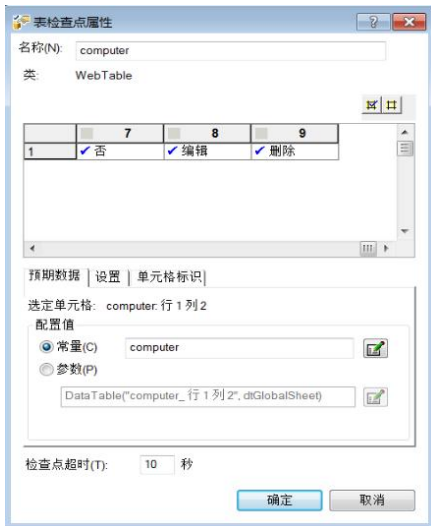 表检查点属性
名称(N): computer
类: WebTable
7 8 9
1 否 编辑 删除
预期数据 设置 单元格标识
选定单元格: computer: 行 1 列 2
配置值
常量(C) computer
参数(P)
DataTable("computer_ 行 1 列 2", dtGlobalSheet)
检查点超时(T): 10 秒
确定 取消